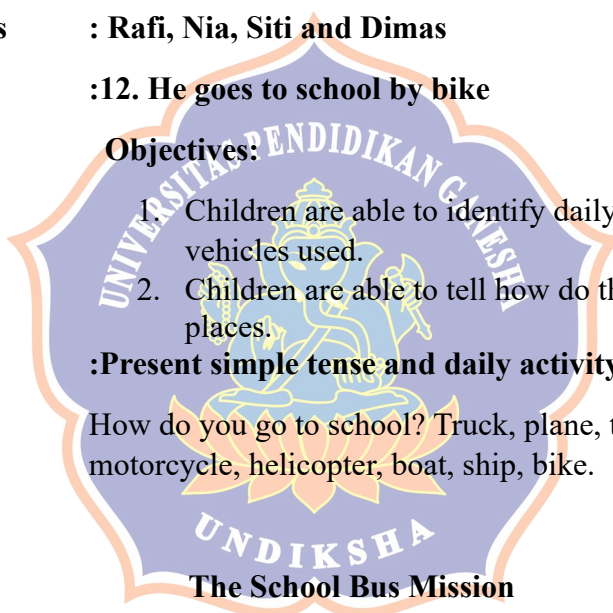 s : Rafi, Nia, Siti and Dimas
:12. He goes to school by bike
Objectives:
1. Children are able to identify daily
vehicles used.
2. Children are able to tell how do th
places.
:Present simple tense and daily activity
How do you go to school? Truck, plane, t
motorcycle, helicopter, boat, ship, bike.
The School Bus Mission
UNIVERSITAS PENDIDIKAN GANESHA
UNDIKSHA